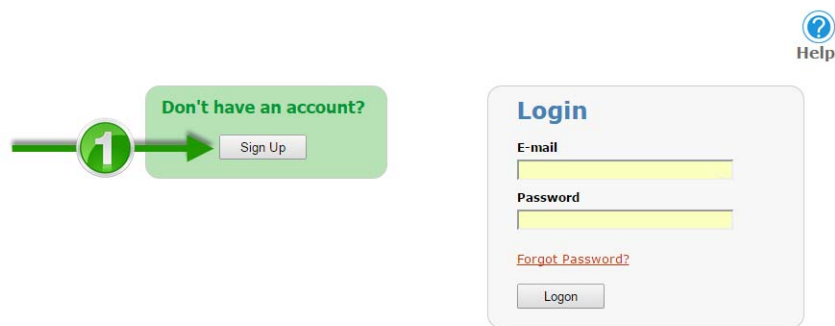 Help
Don't have an account?
1
Sign Up
Login
E-mail
Password
Forgot Password?
Logon